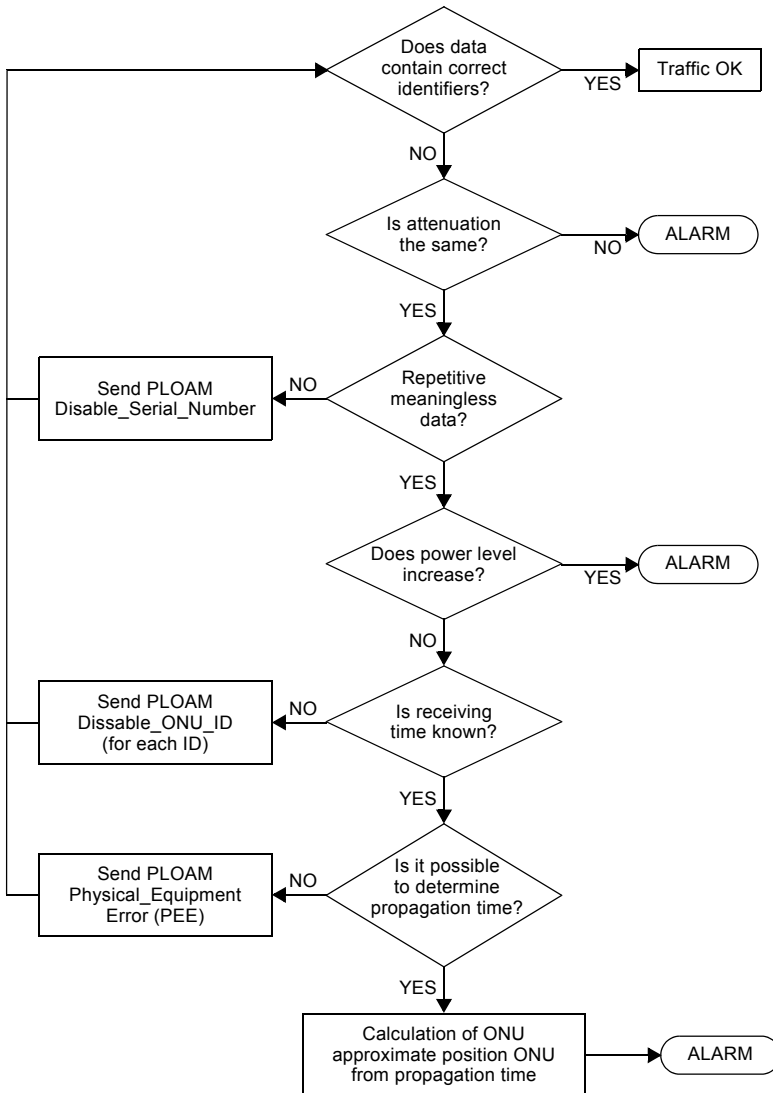 Does data
contain correct
identifiers?
YES
Traffic OK
NO
Is attenuation
the same?
NO
ALARM
YES
Send PLOAM
Disable_Serial_Number
NO
Repetitive
meaningless
data?
YES
Does power level
increase?
YES
ALARM
NO
Send PLOAM
Dissable_ONU_ID
(for each ID)
NO
Is receiving
time known?
YES
Send PLOAM
Physical_Equipment
Error (PEE)
NO
Is it possible
to determine
propagation time?
YES
Calculation of ONU
approximate position ONU
from propagation time
ALARM